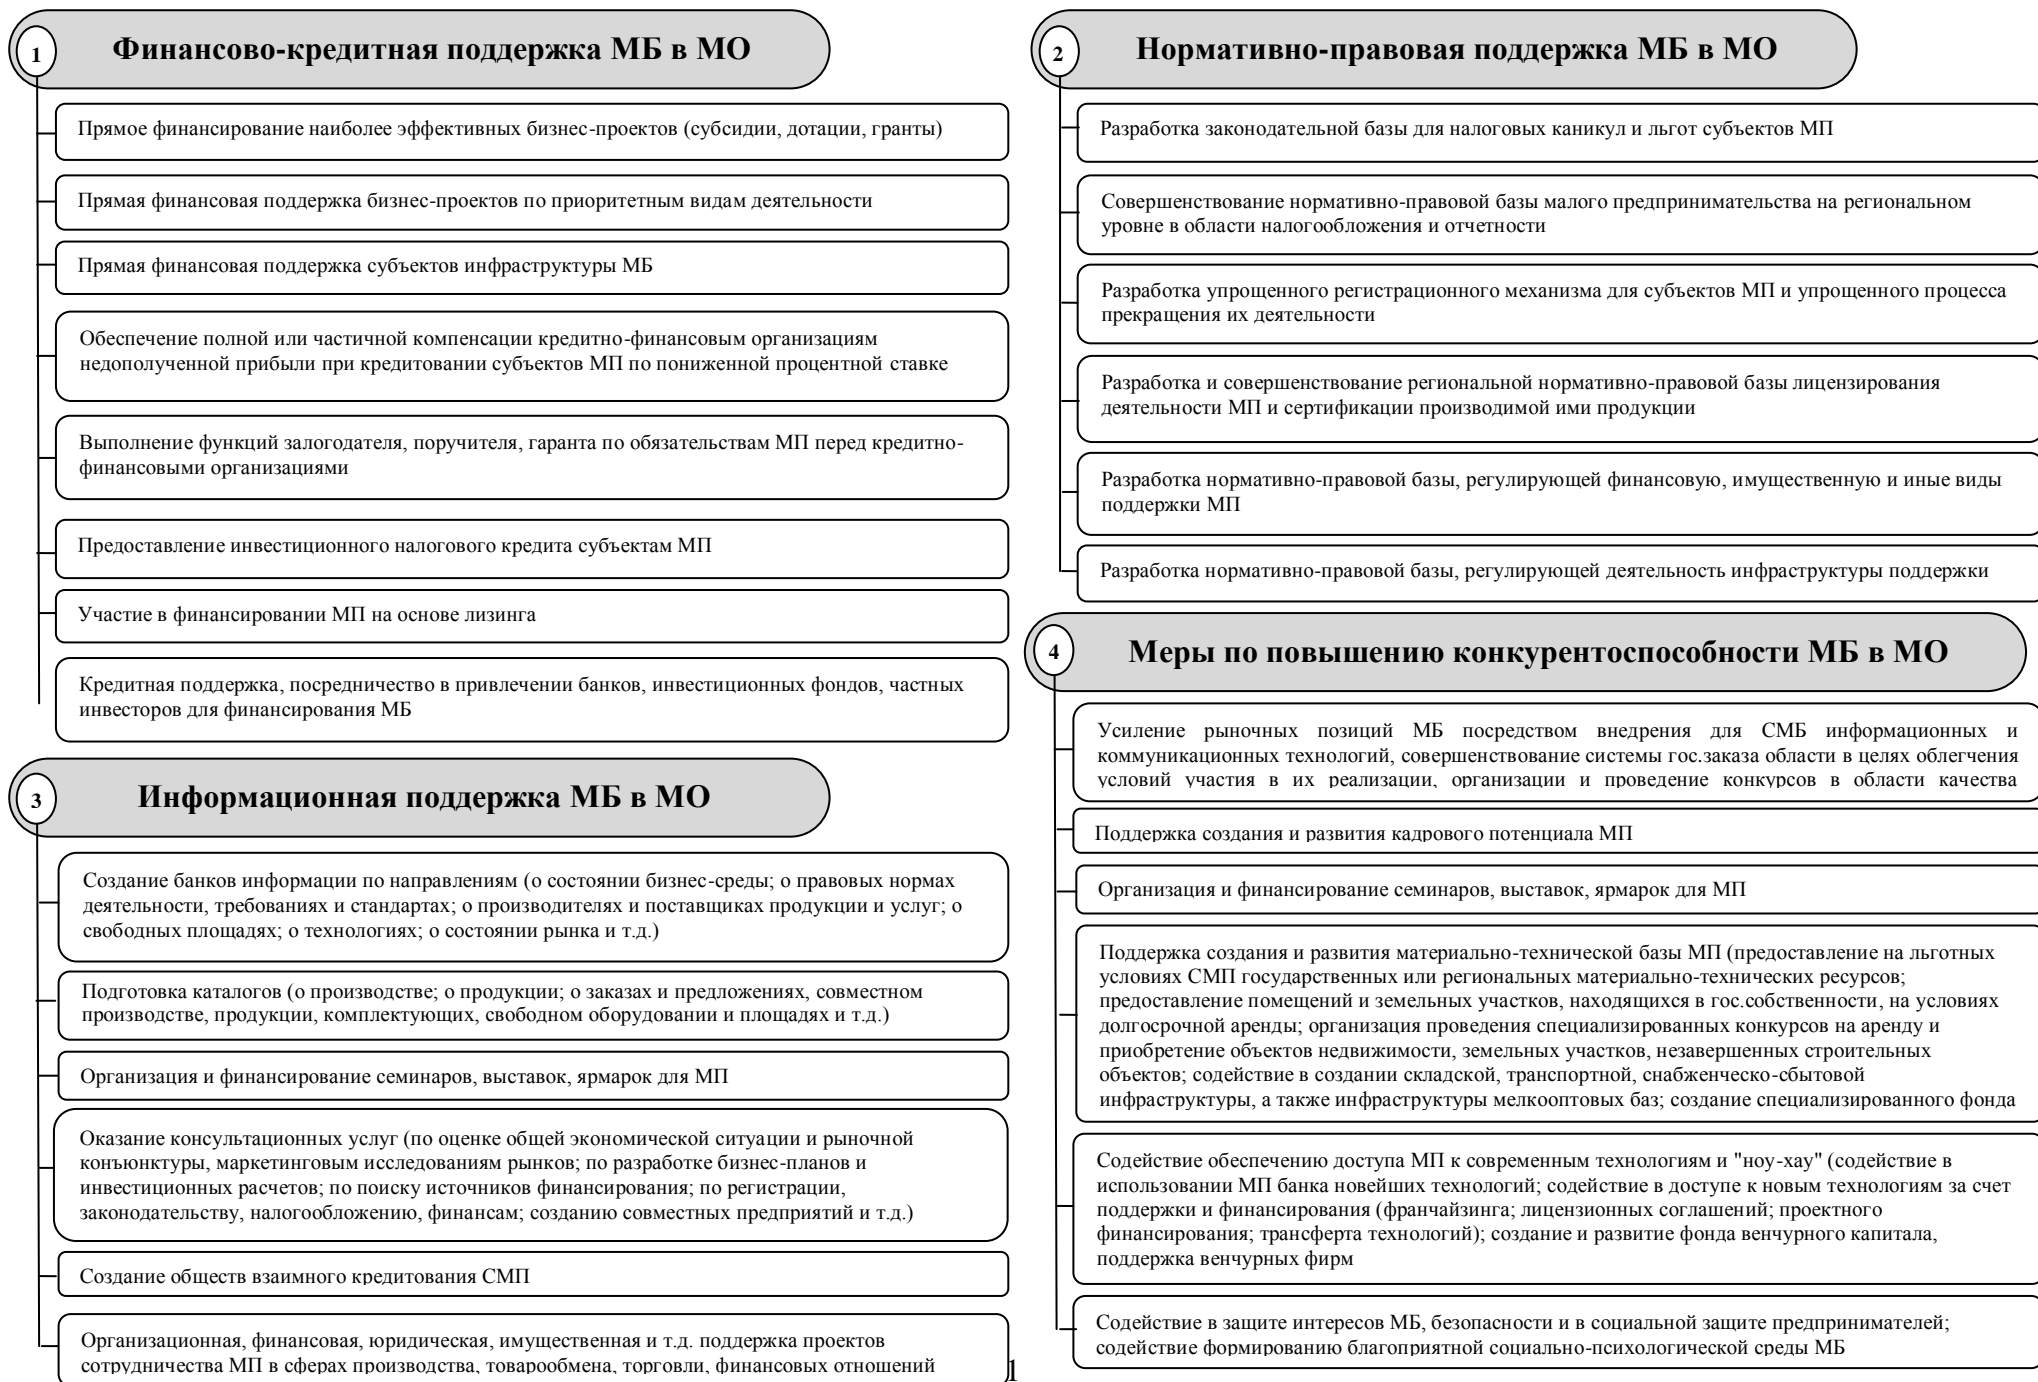 1
Финансово-кредитная поддержка МБ в МО
Прямое финансирование наиболее эффективных бизнес-проектов (субсидии, дотации, гранты)
Прямая финансовая поддержка бизнес-проектов по приоритетным видам деятельности
Прямая финансовая поддержка субъектов инфраструктуры МБ
Обеспечение полной или частичной компенсации кредитно-финансовым организациям
недополученной прибыли при кредитовании субъектов МП по пониженной процентной ставке
Выполнение функций залогодателя, поручителя, гаранта по обязательствам МП перед кредитно-
финансовыми организациями
Предоставление инвестиционного налогового кредита субъектам МП
Участие в финансировании МП на основе лизинга
Кредитная поддержка, посредничество в привлечении банков, инвестиционных фондов, частных
инвесторов для финансирования МБ
2
Нормативно-правовая поддержка МБ в МО
Разработка законодательной базы для налоговых каникул и льгот субъектов МП
Совершенствование нормативно-правовой базы малого предпринимательства на региональном
уровне в области налогообложения и отчетности
Разработка упрощенного регистрационного механизма для субъектов МП и упрощенного процесса
прекращения их деятельности
Разработка и совершенствование региональной нормативно-правовой базы лицензирования
деятельности МП и сертификации производимой ими продукции
Разработка нормативно-правовой базы, регулирующей финансовую, имущественную и иные виды
поддержки МП
Разработка нормативно-правовой базы, регулирующей деятельность инфраструктуры поддержки
3
Информационная поддержка МБ в МО
Создание банков информации по направлениям (о состоянии бизнес-среды; о правовых нормах
деятельности, требованиях и стандартах; о производителях и поставщиках продукции и услуг; о
свободных площадях; о технологиях; о состоянии рынка и т.д.)
Подготовка каталогов (о производстве; о продукции; о заказах и предложениях, совместном
производстве, продукции, комплектующих, свободном оборудовании и площадях и т.д.)
Организация и финансирование семинаров, выставок, ярмарок для МП
Оказание консультационных услуг (по оценке общей экономической ситуации и рыночной
конъюнктуры, маркетинговым исследованиям рынков; по разработке бизнес-планов и
инвестиционных расчетов; по поиску источников финансирования; по регистрации,
законодательству, налогообложению, финансам; созданию совместных предприятий и т.д.)
Создание обществ взаимного кредитования СМП
Организационная, финансовая, юридическая, имущественная и т.д. поддержка проектов
сотрудничества МП в сферах производства, товарообмена, торговли, финансовых отношений
4
Меры по повышению конкурентоспособности МБ в МО
Усиление рыночных позиций МБ посредством внедрения для СМБ информационных и
коммуникационных технологий, совершенствование системы гос.заказа области в целях облегчения
условий участия в их реализации, организации и проведение конкурсов в области качества
Поддержка создания и развития кадрового потенциала МП
Организация и финансирование семинаров, выставок, ярмарок для МП
Поддержка создания и развития материально-технической базы МП (предоставление на льготных
условиях СМП государственных или региональных материально-технических ресурсов;
предоставление помещений и земельных участков, находящихся в гос.собственности, на условиях
долгосрочной аренды; организация проведения специализированных конкурсов на аренду и
приобретение объектов недвижимости, земельных участков, незавершенных строительных
объектов; содействие в создании складской, транспортной, снабженческо-сбытовой
инфраструктуры, а также инфраструктуры мелкооптовых баз; создание специализированного фонда
Содействие обеспечению доступа МП к современным технологиям и "ноу-хау" (содействие в
использовании МП банка новейших технологий; содействие в доступе к новым технологиям за счет
поддержки и финансирования (франчайзинга; лицензионных соглашений; проектного
финансирования; трансферта технологий); создание и развитие фонда венчурного капитала,
поддержка венчурных фирм
Содействие в защите интересов МБ, безопасности и в социальной защите предпринимателей;
содействие формированию благоприятной социально-психологической среды МБ
1